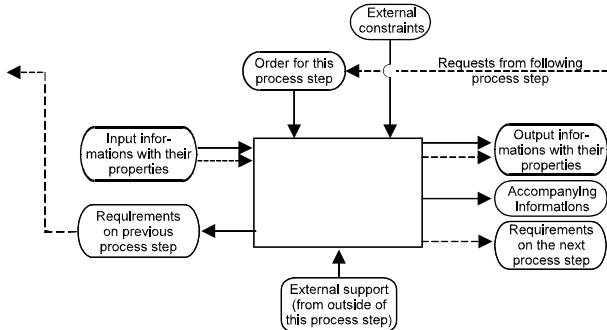 External
constraints
Order for this
process step
Requests from following
process step
Input infor-
mations with their
properties
Output infor-
mations with their
properties
Accompanying
Informations
Requirements
on previous
process step
Requirements
on the next
process step
External support
(from outside of
this process step)